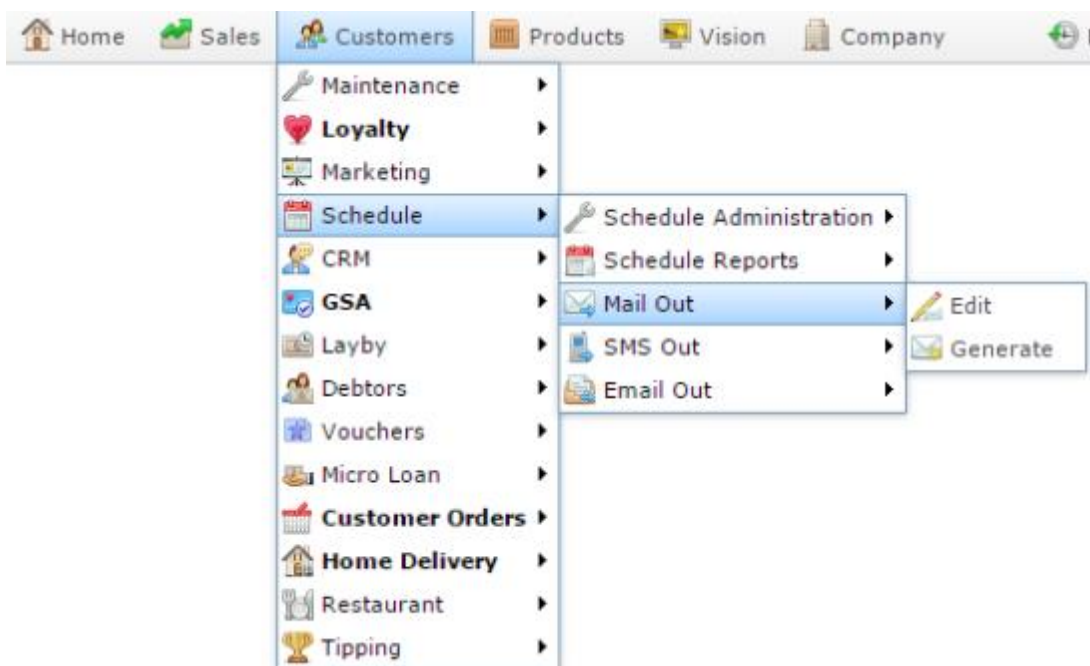 Home Sales Customers Products Vision Company
Maintenance
Loyalty
Marketing
Schedule
CRM
GSA
Layby
Debtors
Vouchers
Micro Loan
Customer Orders
Home Delivery
Restaurant
Tipping
Schedule Administration
Schedule Reports
Mail Out
SMS Out
Email Out
Edit
Generate